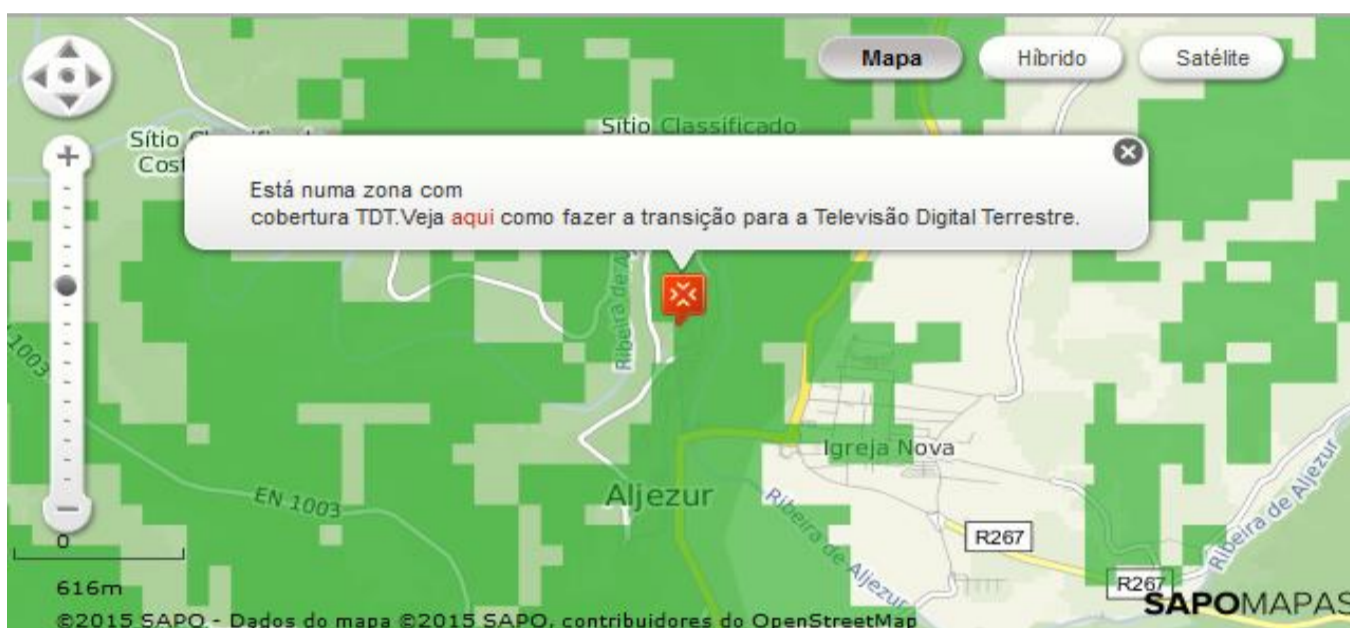 Mapa
Híbrido
Satélite
Sítio Classificado
Sítio
Cost
Está numa zona com
cobertura TDT.Veja aqui como fazer a transição para a Televisão Digital Terrestre.
Ribeira de Al
1003
Igreja Nova
Aljezur
EN 1003
Ribeira de Aljezur
Ribeira de Aljezur
R267
R267
0
616m
SAPOMAPAS
©2015 SAPO - Dados do mapa ©2015 SAPO, contribuidores do OpenStreetMap